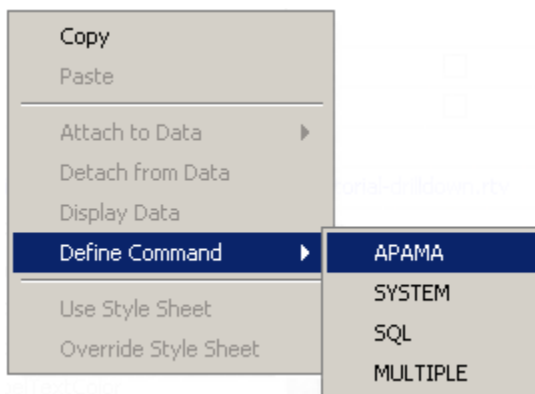 Copy
Paste
Attach to Data
Detach from Data
Display Data
Define Command
Use Style Sheet
Override Style Sheet
APAMA
SYSTEM
SQL
MULTIPLE